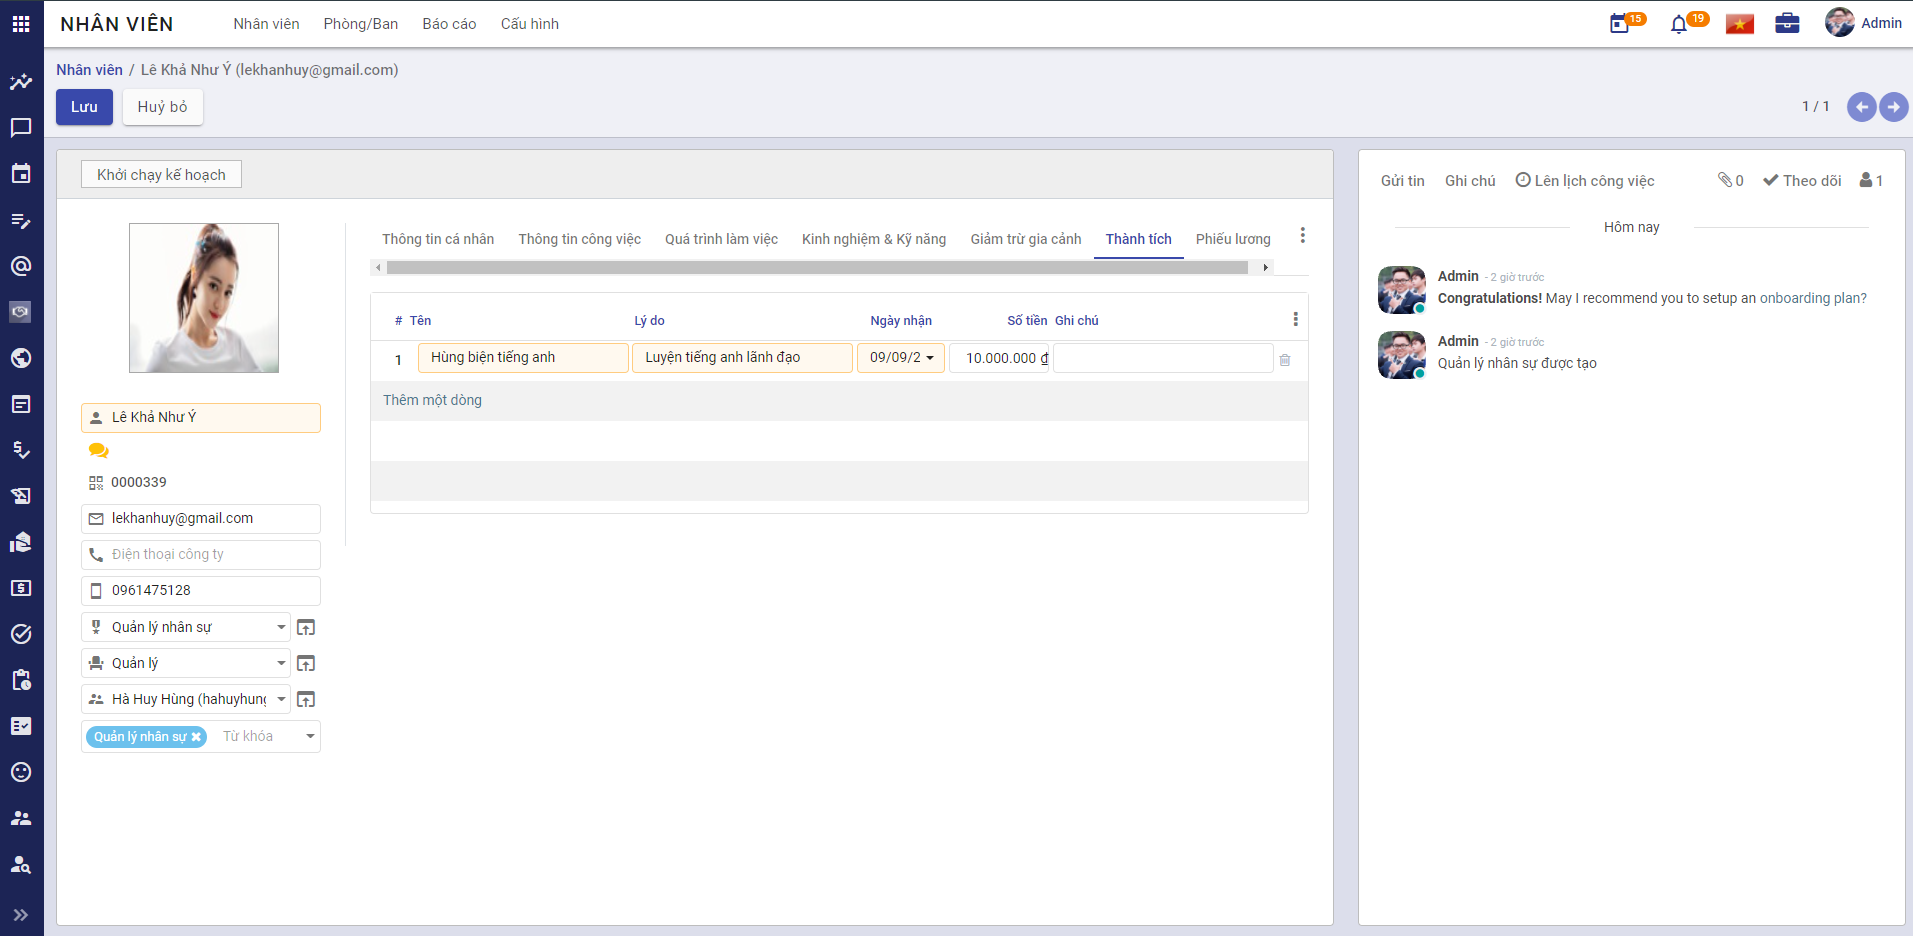 NHÂN VIÊN
Nhân viên
Phòng/Ban
Báo cáo
Cấu hình
15
19
Admin
Nhân viên / Lê Khả Như Ý (lekhanhuy@gmail.com)
Lưu
Huỷ bỏ
1 / 1
Khởi chạy kế hoạch
Thông tin cá nhân
Thông tin công việc
Quá trình làm việc
Kinh nghiệm & Kỹ năng
Giảm trừ gia cảnh
Thành tích
Phiếu lương
# Tên Lý do Ngày nhận Số tiền Ghi chú
1 Hùng biện tiếng anh Luyện tiếng anh lãnh đạo 09/09/2 10.000.000 ₫
Thêm một dòng
Lê Khả Như Ý
0000339
lekhanhuy@gmail.com
Điện thoại công ty
0961475128
Quản lý nhân sự
Quản lý
Hà Huy Hùng (hahuyhung
Quản lý nhân sự Từ khóa
Gửi tin
Ghi chú
Lên lịch công việc
0
Theo dõi
1
Hôm nay
Admin - 2 giờ trước
Congratulations! May I recommend you to setup an onboarding plan?
Admin - 2 giờ trước
Quản lý nhân sự được tạo